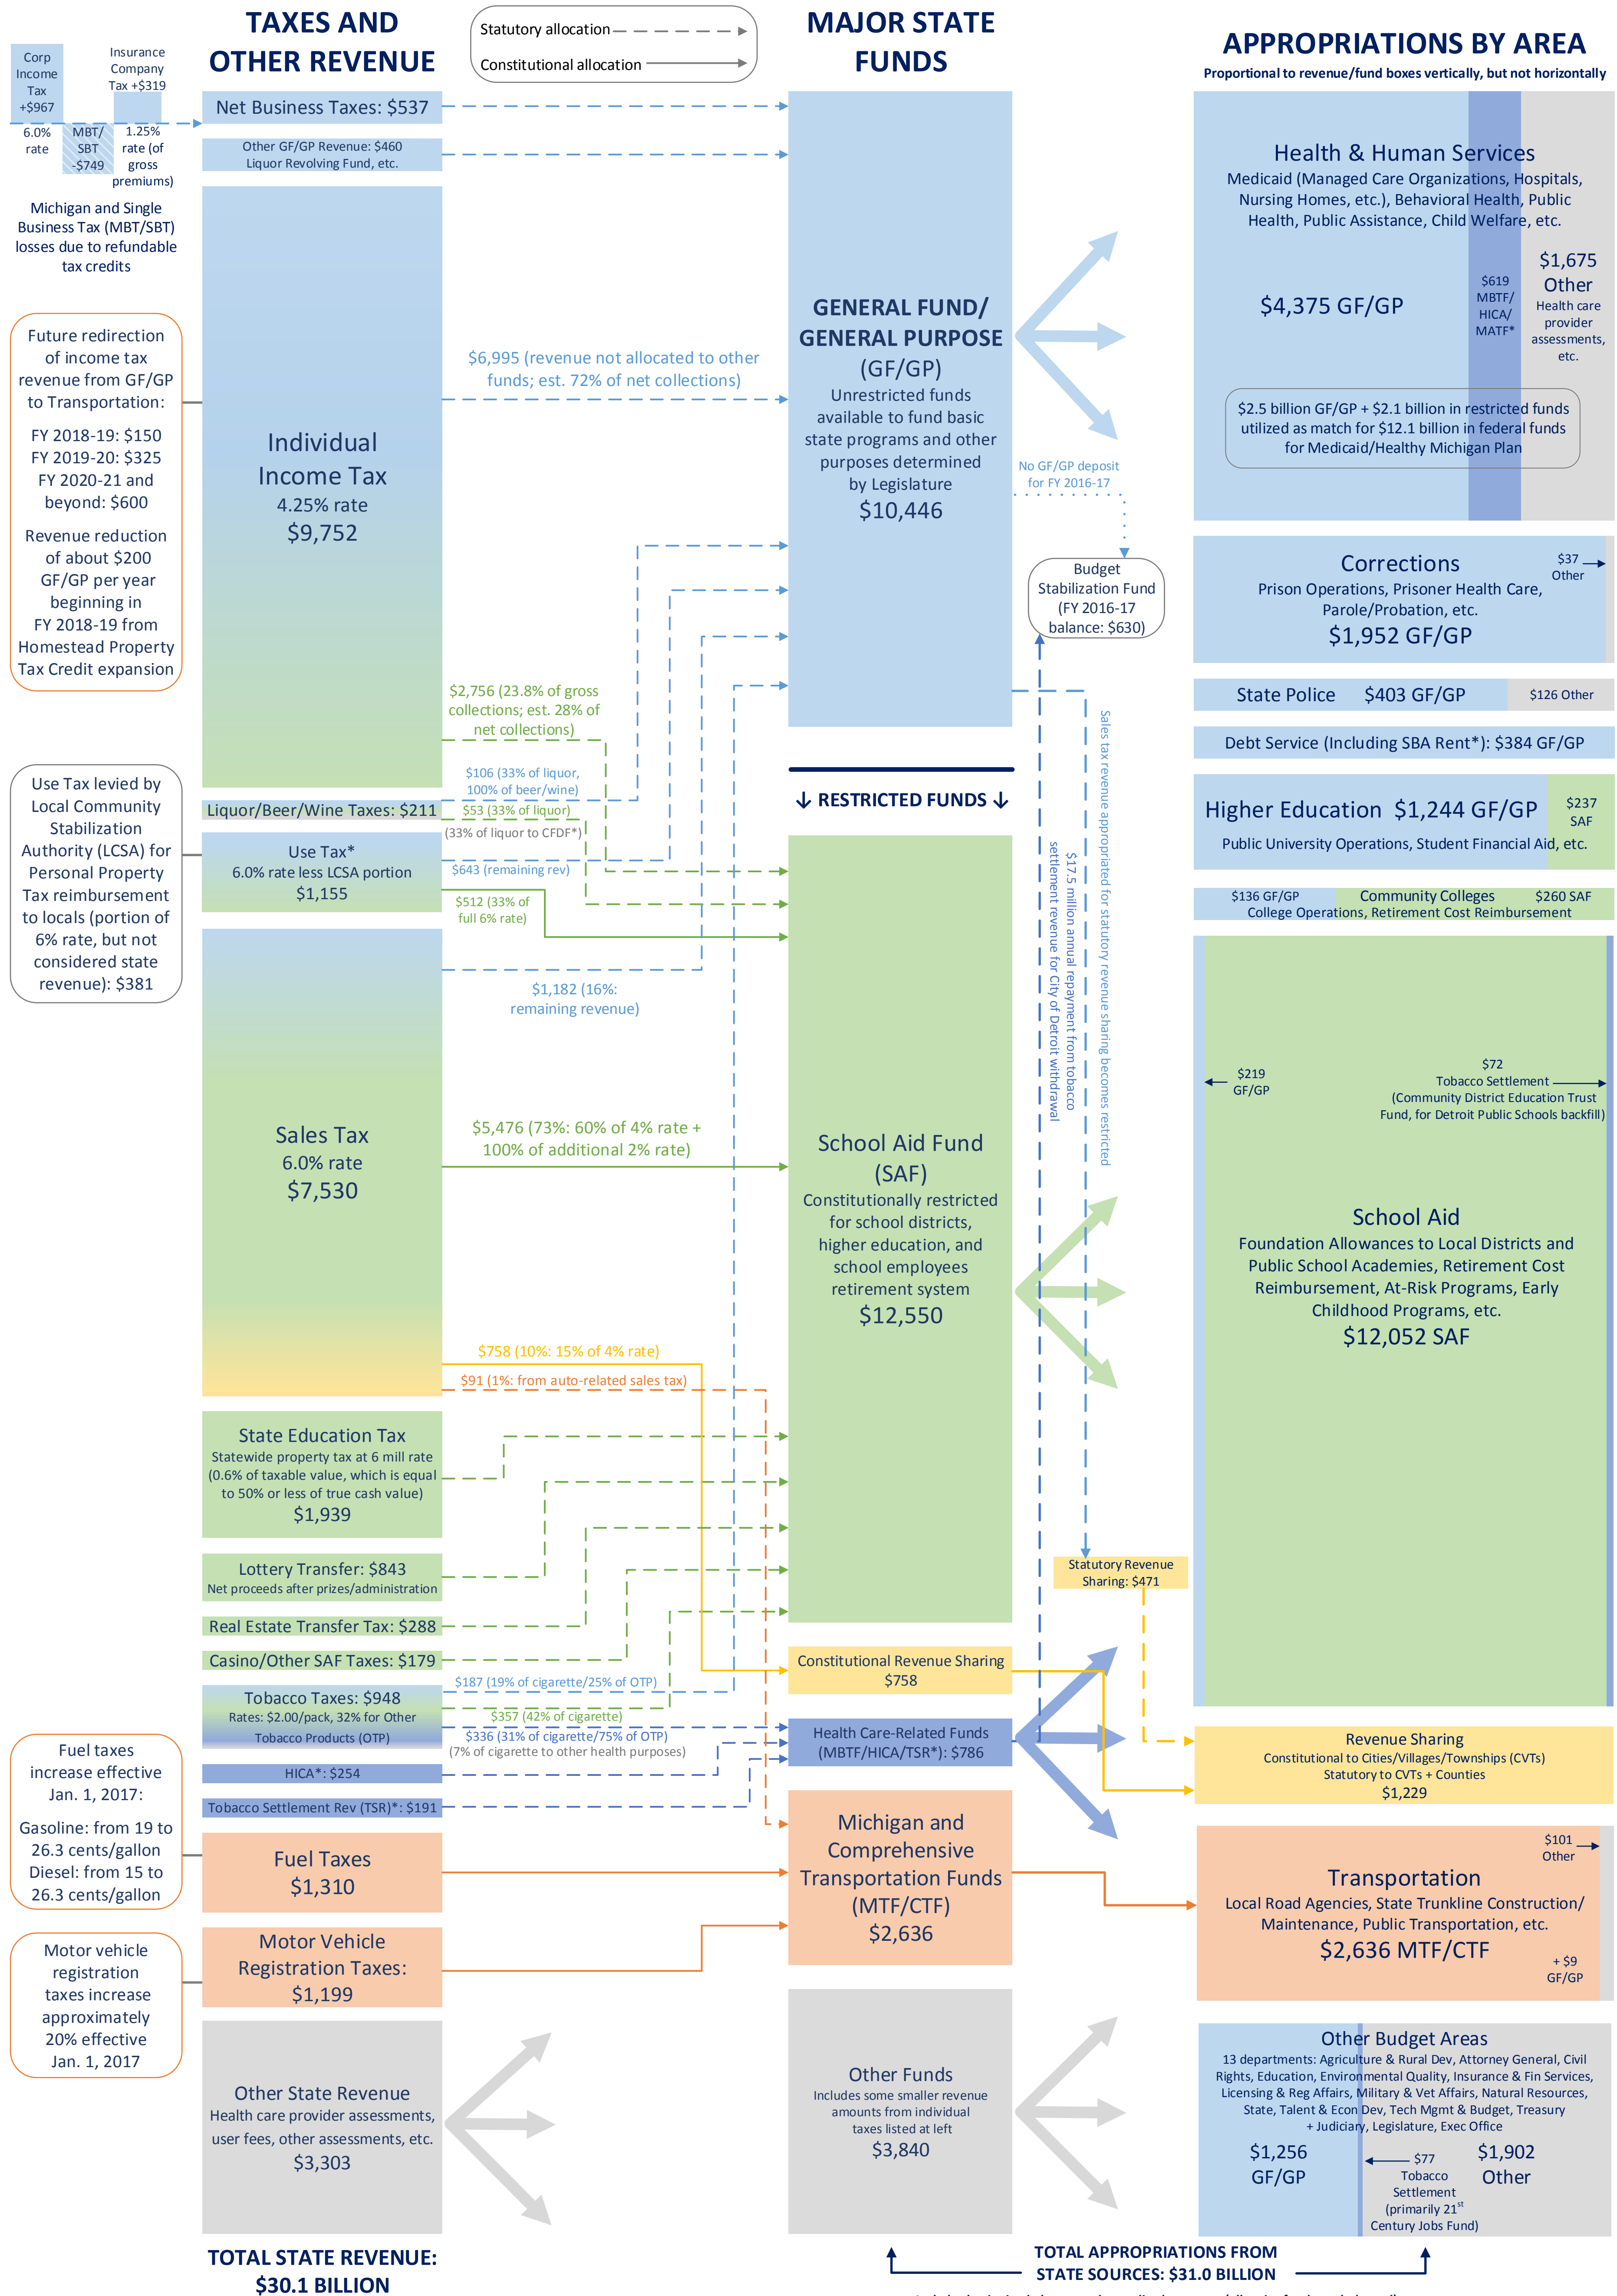 TAXES AND
OTHER REVENUE
Statutory allocation
Constitutional allocation
MAJOR STATE
FUNDS
APPROPRIATIONS BY AREA
Proportional to revenue/fund boxes vertically, but not horizontally
Corp
Income
Tax
+$967
Insurance
Company
Tax +$319
6.0%
rate
MBT/
SBT
-$749
1.25%
rate (of
gross
premiums)
Michigan and Single
Business Tax (MBT/SBT)
losses due to refundable
tax credits
Future redirection
of income tax
revenue from GF/GP
to Transportation:
FY 2018-19: $150
FY 2019-20: $325
FY 2020-21 and
beyond: $600
Revenue reduction
of about $200
GF/GP per year
beginning in
FY 2018-19 from
Homestead Property
Tax Credit expansion
Use Tax levied by
Local Community
Stabilization
Authority (LCSA) for
Personal Property
Tax reimbursement
to locals (portion of
6% rate, but not
considered state
revenue): $381
Fuel taxes
increase effective
Jan. 1, 2017:
Gasoline: from 19 to
26.3 cents/gallon
Diesel: from 15 to
26.3 cents/gallon
Motor vehicle
registration
taxes increase
approximately
20% effective
Jan. 1, 2017
Net Business Taxes: $537
Other GF/GP Revenue: $460
Liquor Revolving Fund, etc.
Individual
Income Tax
4.25% rate
$9,752
Liquor/Beer/Wine Taxes: $211
Use Tax*
6.0% rate less LCSA portion
$1,155
Sales Tax
6.0% rate
$7,530
State Education Tax
Statewide property tax at 6 mill rate
(0.6% of taxable value, which is equal
to 50% or less of true cash value)
$1,939
Lottery Transfer: $843
Net proceeds after prizes/administration
Real Estate Transfer Tax: $288
Casino/Other SAF Taxes: $179
Tobacco Taxes: $948
Rates: $2.00/pack, 32% for Other
Tobacco Products (OTP)
HICA*: $254
Tobacco Settlement Rev (TSR)*: $191
Fuel Taxes
$1,310
Motor Vehicle
Registration Taxes:
$1,199
Other State Revenue
Health care provider assessments,
user fees, other assessments, etc.
$3,303
TOTAL STATE REVENUE:
$30.1 BILLION
$6,995 (revenue not allocated to other
funds; est. 72% of net collections)
$2,756 (23.8% of gross
collections; est. 28% of
net collections)
$106 (33% of liquor,
100% of beer/wine)
$53 (33% of liquor)
(33% of liquor to CFDF*)
$643 (remaining rev)
$512 (33% of
full 6% rate)
$1,182 (16%:
remaining revenue)
$5,476 (73%: 60% of 4% rate +
100% of additional 2% rate)
$758 (10%: 15% of 4% rate)
$91 (1%: from auto-related sales tax)
$187 (19% of cigarette/25% of OTP)
$357 (42% of cigarette)
$336 (31% of cigarette/75% of OTP)
(7% of cigarette to other health purposes)
GENERAL FUND/
GENERAL PURPOSE
(GF/GP)
Unrestricted funds
available to fund basic
state programs and other
purposes determined
by Legislature
$10,446
↓ RESTRICTED FUNDS ↓
School Aid Fund
(SAF)
Constitutionally restricted
for school districts,
higher education, and
school employees
retirement system
$12,550
Constitutional Revenue Sharing
$758
Health Care-Related Funds
(MBTF/HICA/TSR*): $786
Michigan and
Comprehensive
Transportation Funds
(MTF/CTF)
$2,636
Other Funds
Includes some smaller revenue
amounts from individual
taxes listed at left
$3,840
No GF/GP deposit
for FY 2016-17
Budget
Stabilization Fund
(FY 2016-17
balance: $630)
Sales tax revenue appropriated for statutory revenue sharing becomes restricted
$17.5 million annual repayment from tobacco
settlement revenue for City of Detroit withdrawal
Statutory Revenue
Sharing: $471
Health & Human Services
Medicaid (Managed Care Organizations, Hospitals,
Nursing Homes, etc.), Behavioral Health, Public
Health, Public Assistance, Child Welfare, etc.
$4,375 GF/GP
$619
MBTF/
HICA/
MATF*
$1,675
Other
Health care
provider
assessments,
etc.
$2.5 billion GF/GP + $2.1 billion in restricted funds
utilized as match for $12.1 billion in federal funds
for Medicaid/Healthy Michigan Plan
Corrections
Prison Operations, Prisoner Health Care,
Parole/Probation, etc.
$1,952 GF/GP
$37
Other
State Police $403 GF/GP
$126 Other
Debt Service (Including SBA Rent*): $384 GF/GP
Higher Education $1,244 GF/GP
$237
SAF
Public University Operations, Student Financial Aid, etc.
$136 GF/GP Community Colleges $260 SAF
College Operations, Retirement Cost Reimbursement
$219
GF/GP
$72
Tobacco Settlement
(Community District Education Trust
Fund, for Detroit Public Schools backfill)
School Aid
Foundation Allowances to Local Districts and
Public School Academies, Retirement Cost
Reimbursement, At-Risk Programs, Early
Childhood Programs, etc.
$12,052 SAF
Revenue Sharing
Constitutional to Cities/Villages/Townships (CVTs)
Statutory to CVTs + Counties
$1,229
$101
Other
Transportation
Local Road Agencies, State Trunkline Construction/
Maintenance, Public Transportation, etc.
$2,636 MTF/CTF
+ $9
GF/GP
Other Budget Areas
13 departments: Agriculture & Rural Dev, Attorney General, Civil
Rights, Education, Environmental Quality, Insurance & Fin Services,
Licensing & Reg Affairs, Military & Vet Affairs, Natural Resources,
State, Talent & Econ Dev, Tech Mgmt & Budget, Treasury
+ Judiciary, Legislature, Exec Office
$1,256
GF/GP
$77
Tobacco
Settlement
(primarily 21st
Century Jobs Fund)
$1,902
Other
TOTAL APPROPRIATIONS FROM
STATE SOURCES: $31.0 BILLION